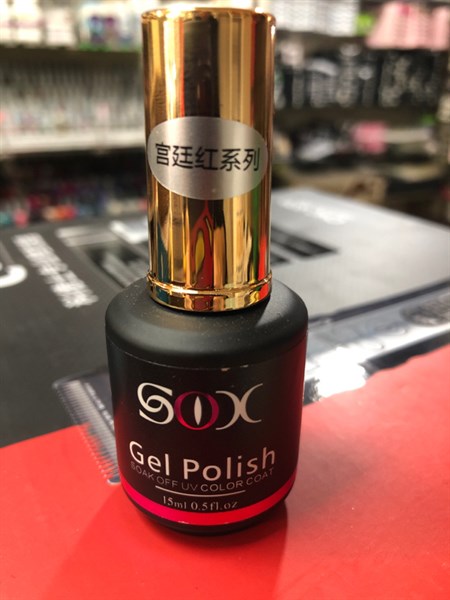 宫廷红系列
SOX
Gel Polish
SOAK OFF UV COLOR COAT
15ml 0.5fl.oz